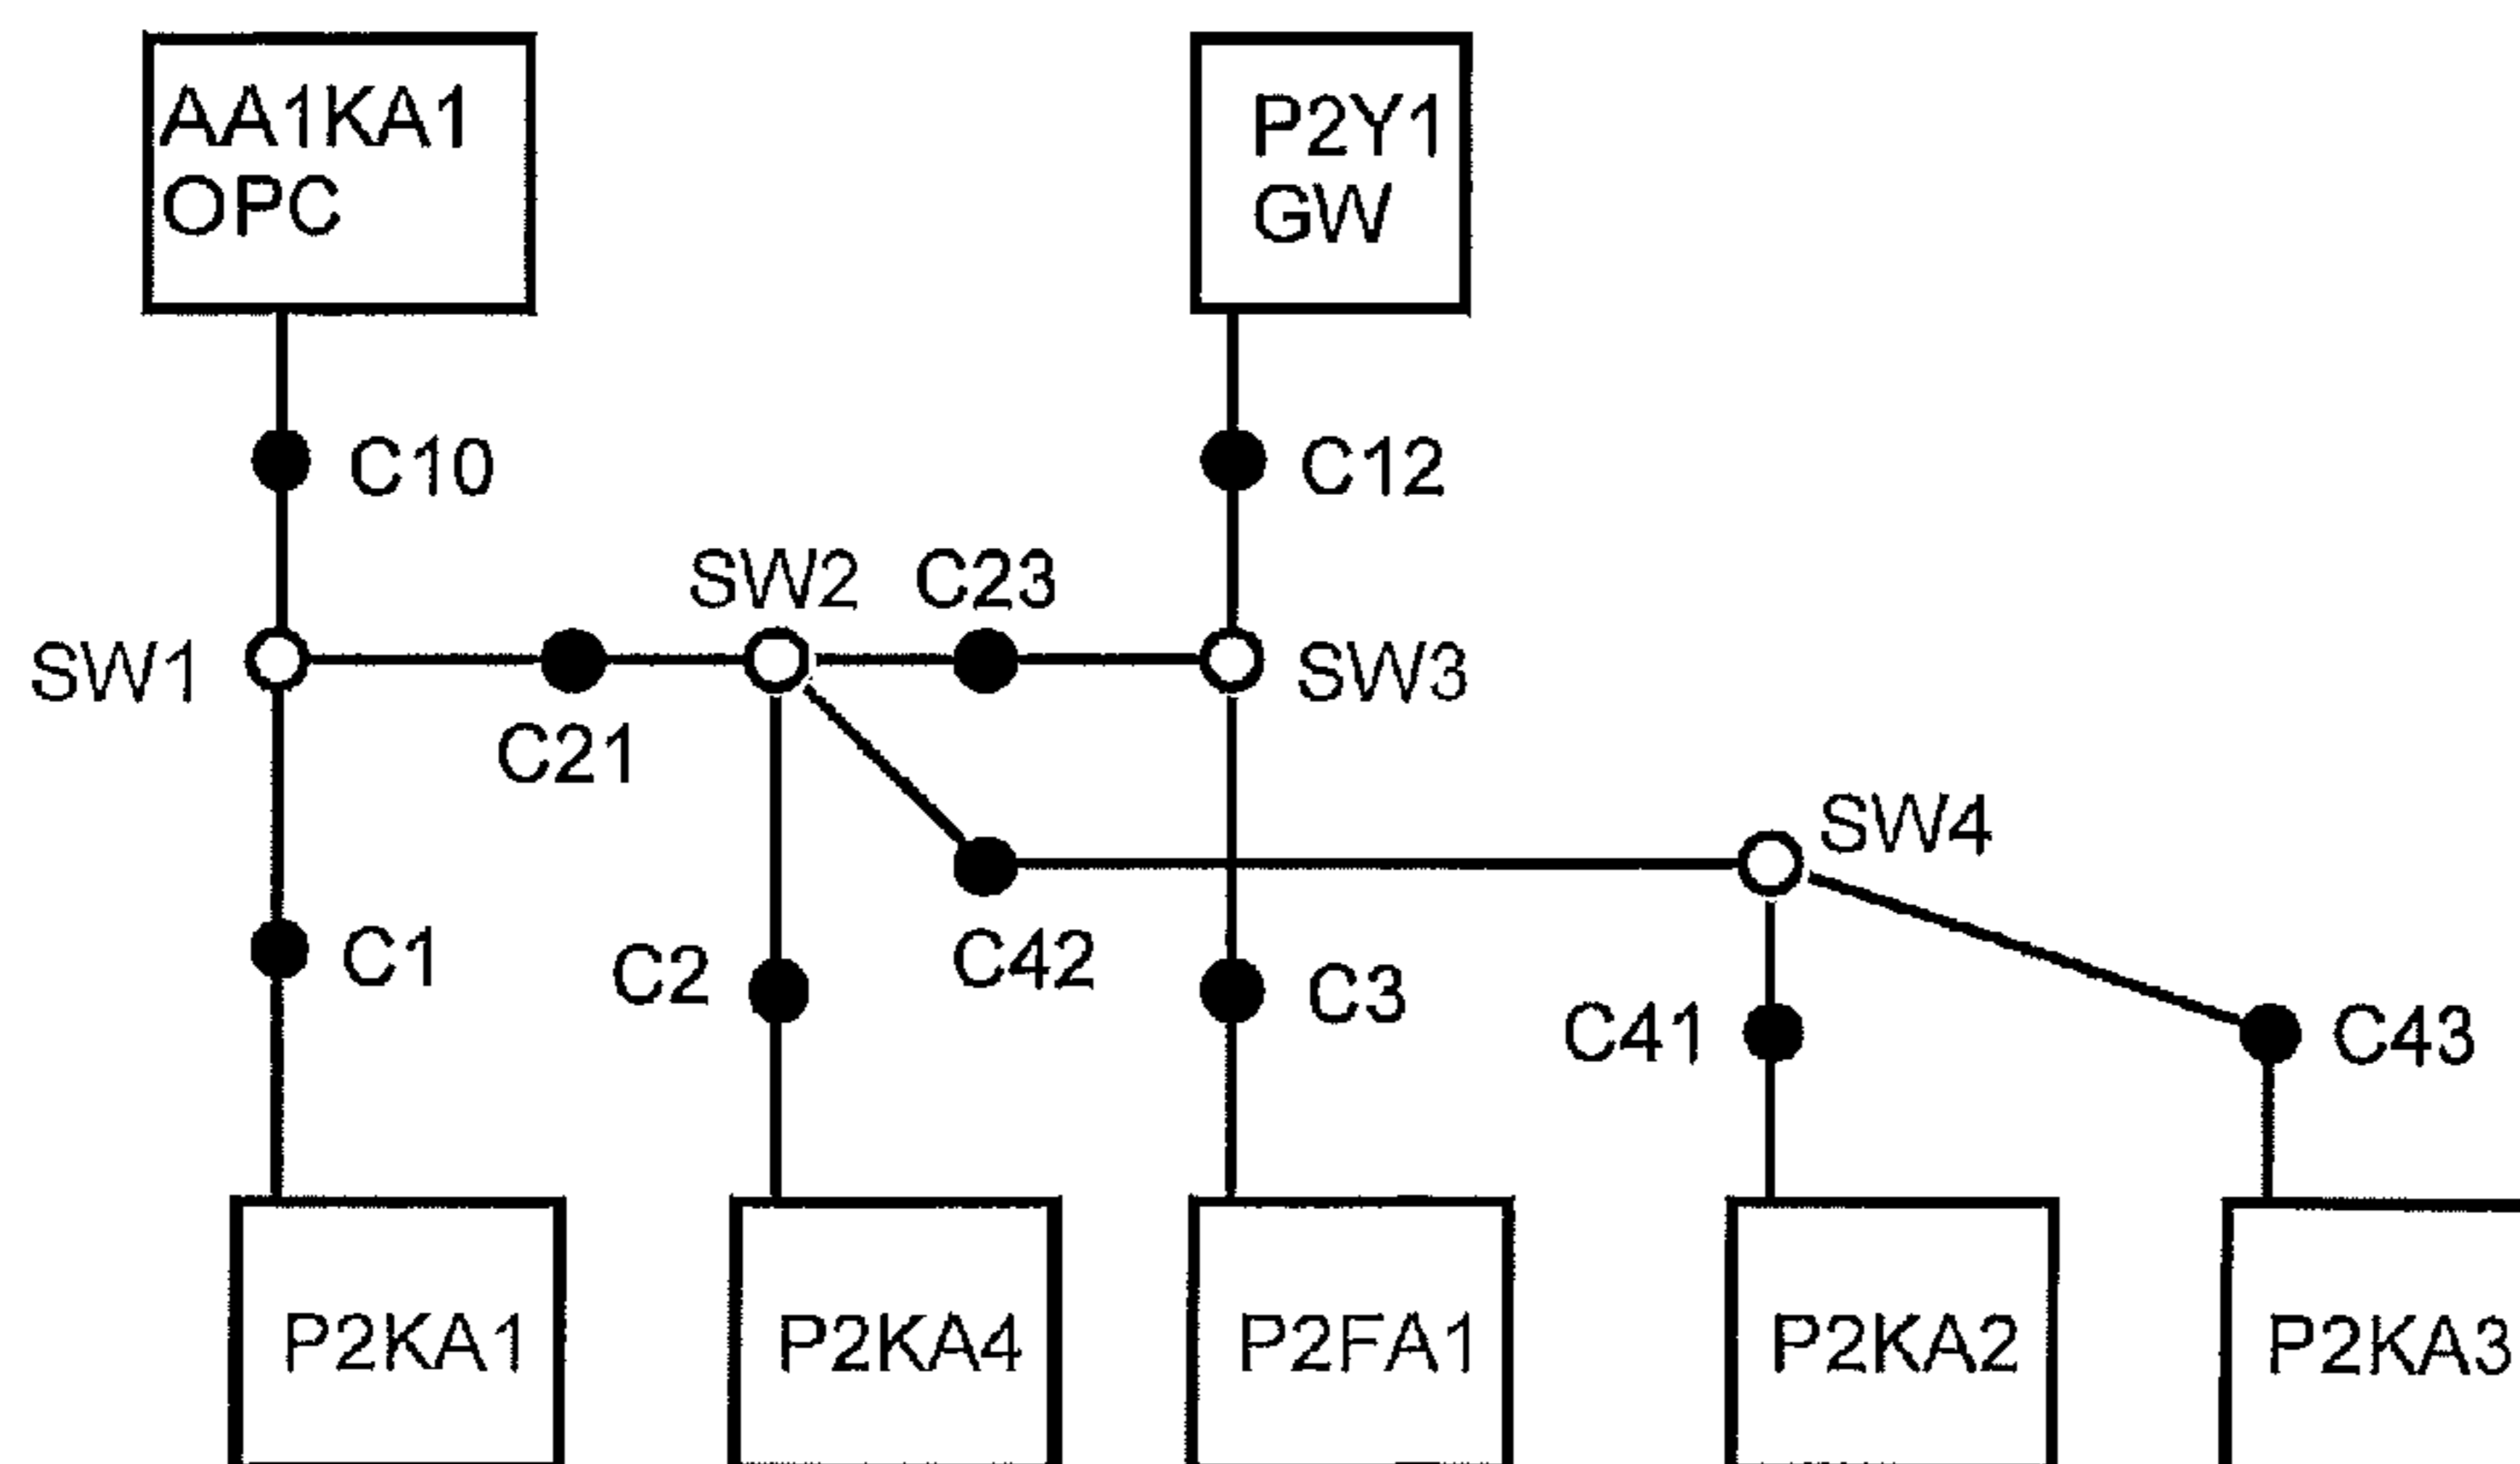 AA1KA1
OPC
P2Y1
GW
C10
C12
SW2
C23
SW1
SW3
C21
SW4
C1
C2
C42
C3
C41
C43
P2KA1
P2KA4
P2FA1
P2KA2
P2KA3